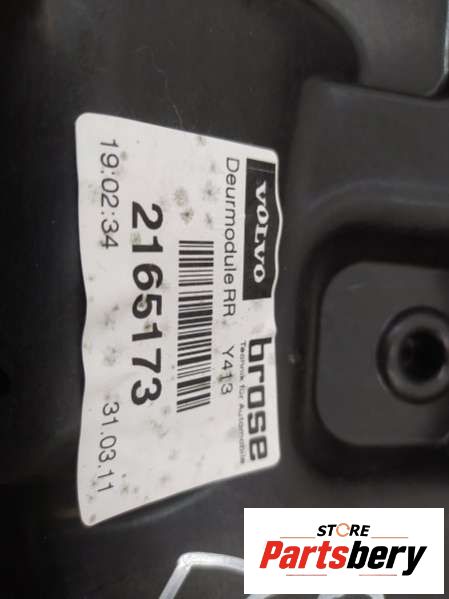 VOLVO
brose
Technik für Automobile
Deurmodule RR Y413
2165173
19:02:34 31.03.11
STORE
Partsbery